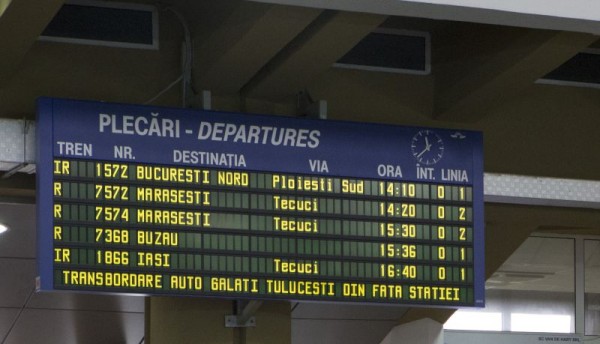 PLECĂRI - DEPARTURES
TREN NR. DESTINAŢIA VIA ORA ÎNT. LINIA
IR 1572 BUCURESTI NORD Ploiesti Sud 14:10 0 1
R 7572 MARASESTI Tecuci 14:20 0 2
R 7574 MARASESTI Tecuci 15:30 0 2
R 7368 BUZAU 15:36 0 1
IR 1866 IASI Tecuci 16:40 0 1
TRANSBORDARE AUTO GALATI TULUCESTI DIN FATA STATIEI